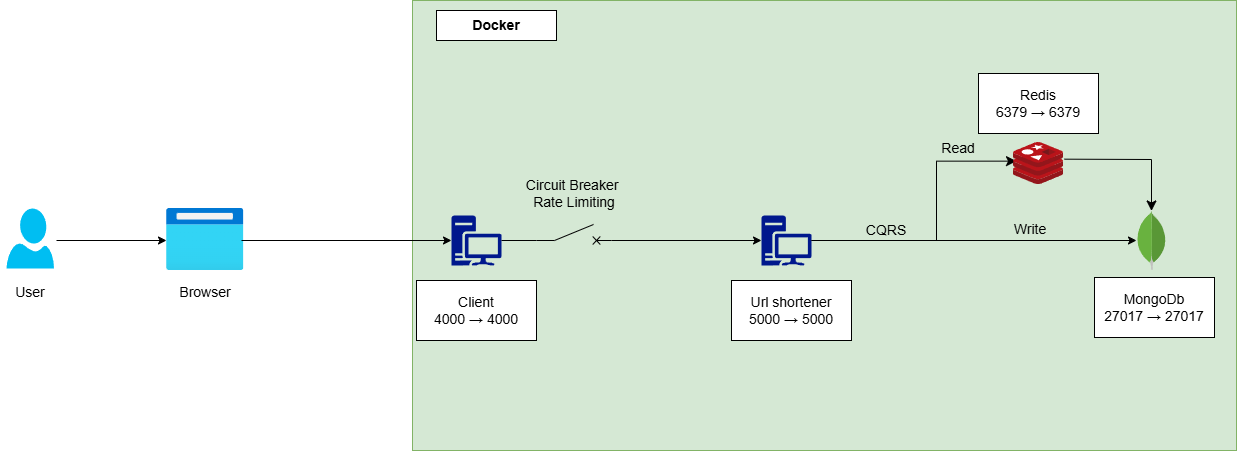 Docker
Redis
6379 → 6379
Read
Circuit Breaker
Rate Limiting
CQRS
Write
User
Browser
Client
4000 → 4000
Url shortener
5000 → 5000
MongoDb
27017 → 27017